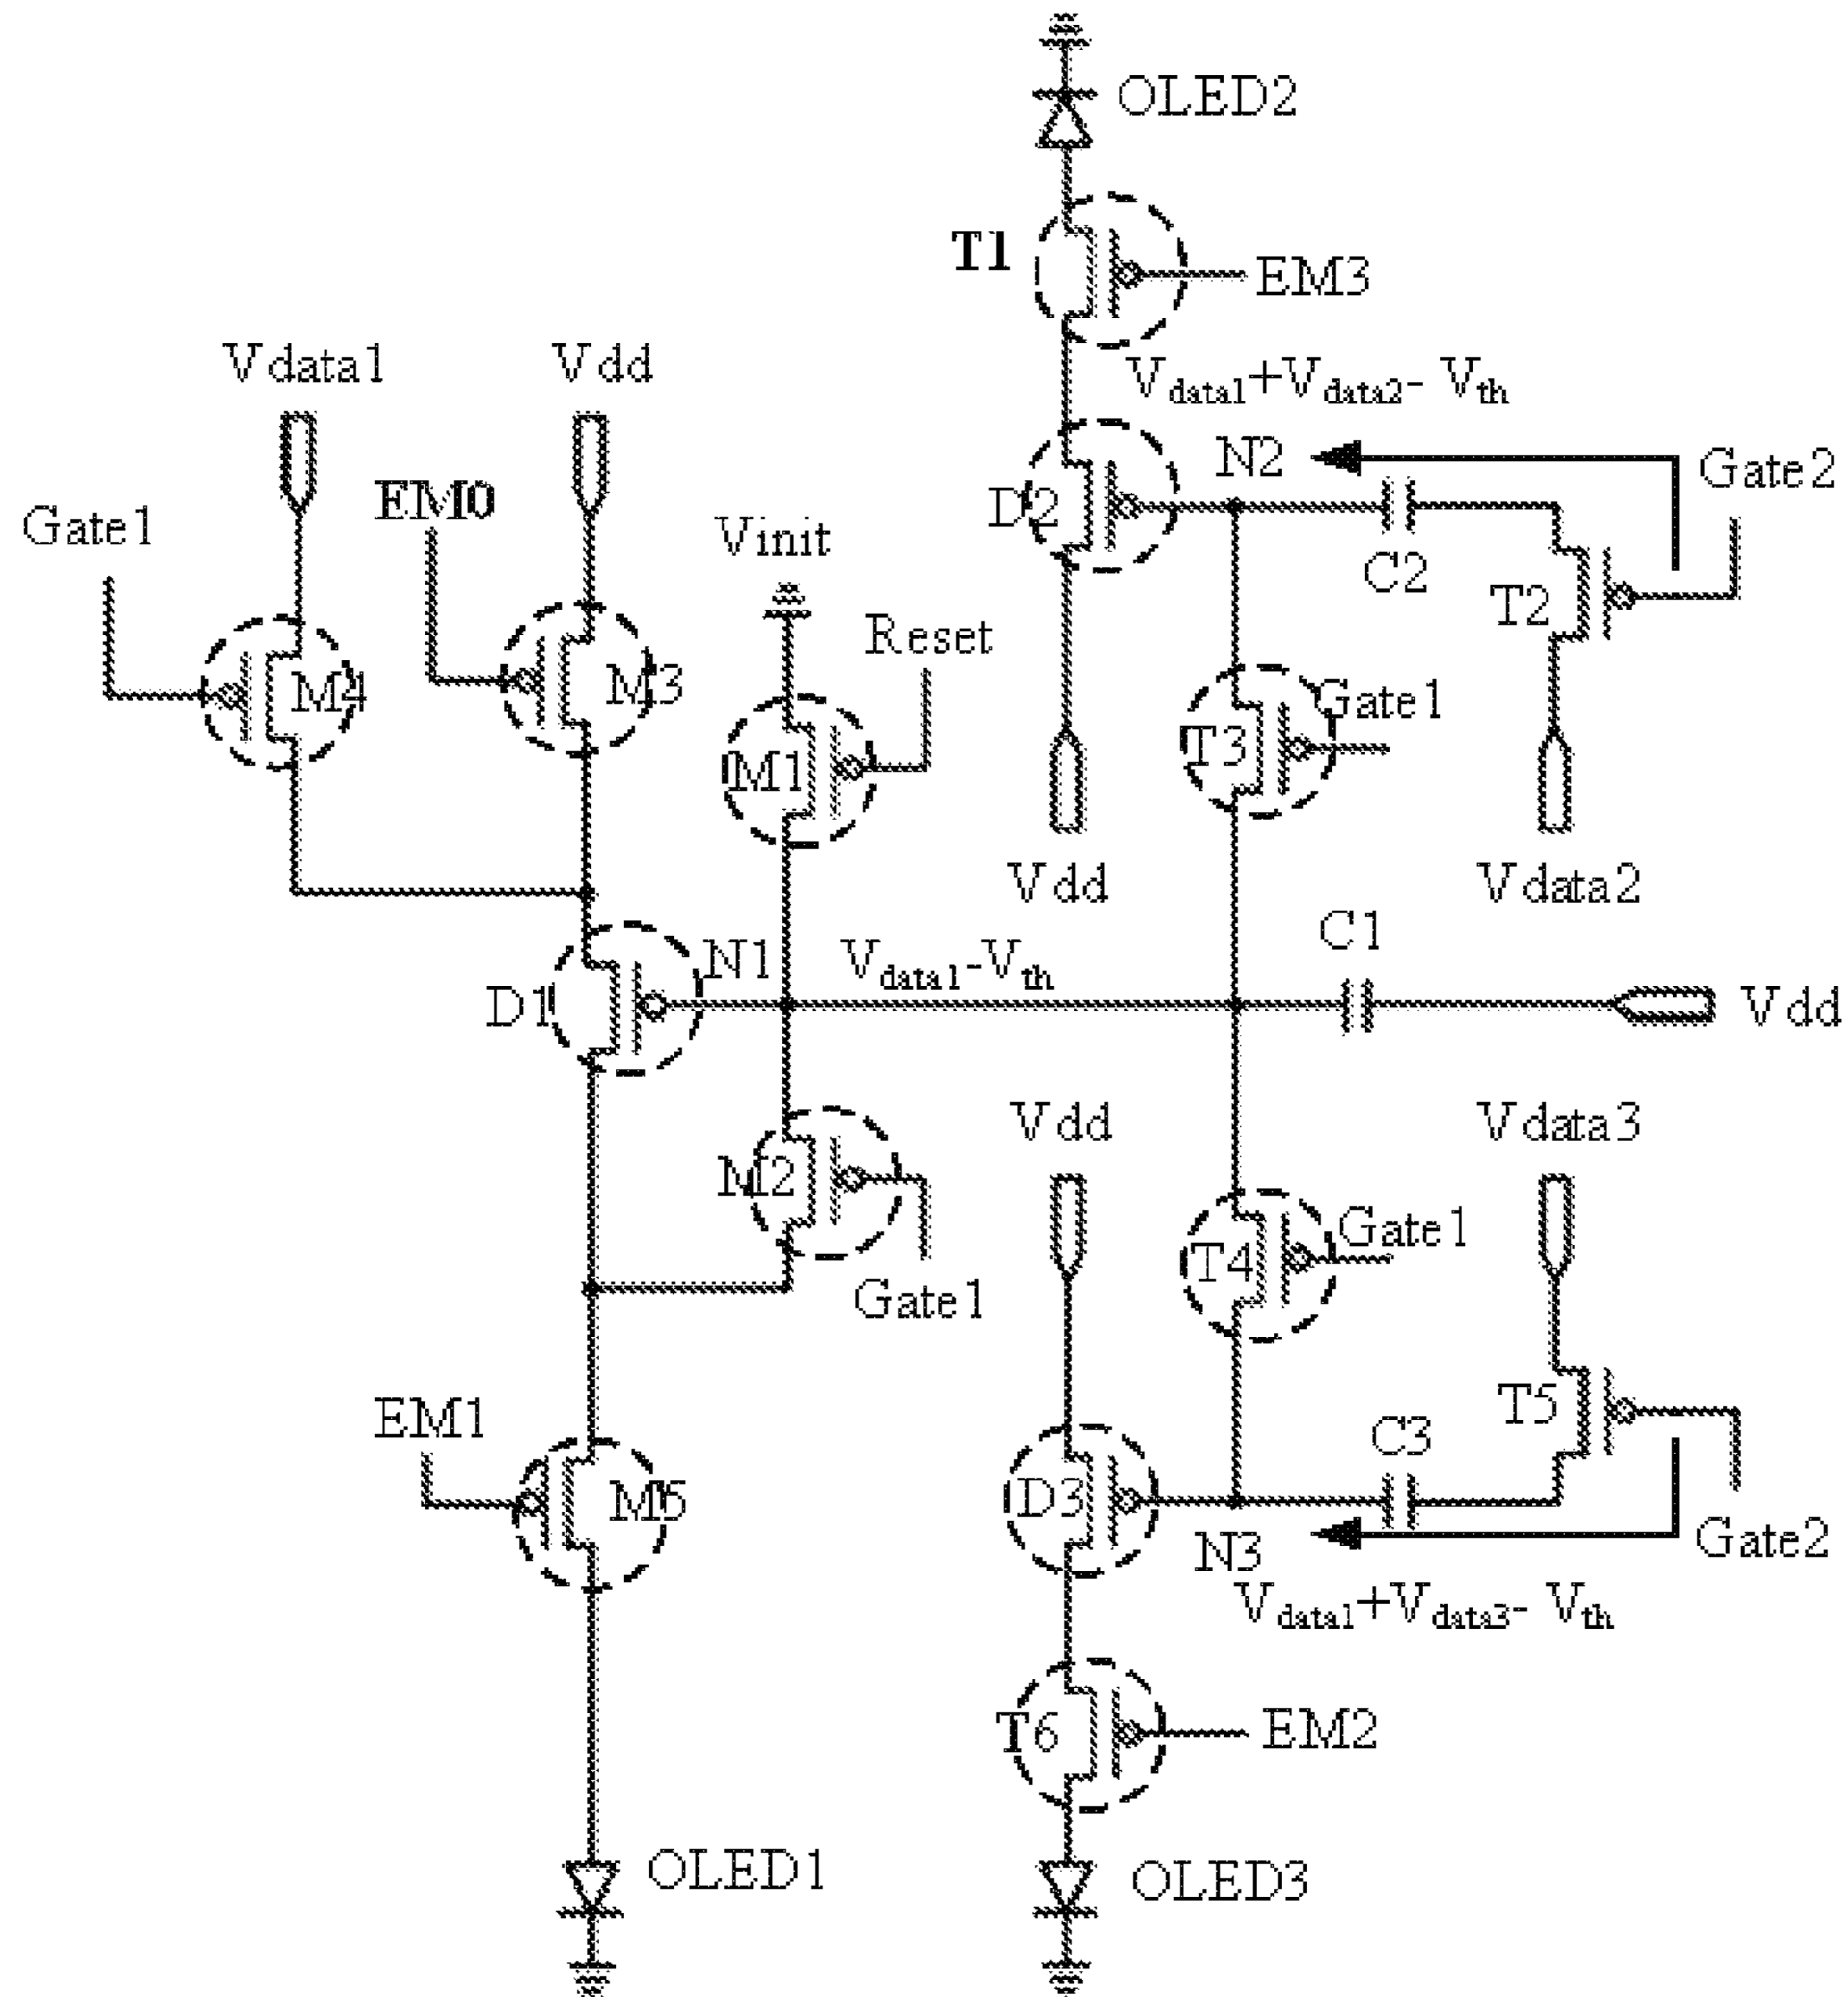 OLED2
T1
EM3
Vdata1
Vdd
Vdata1+Vdata2- Vth
N2
Gate2
Gate1
EM0
Vinit
D2
C2
T2
Reset
M4
M3
M1
T3
Gate1
Vdd
Vdata2
C1
N1
Vdata1-Vth
D1
Vdd
Vdd
Vdata3
M2
Gate1
T4
Gate1
EM1
T5
C3
M5
D3
N3
Gate2
Vdata1+Vdata3- Vth
T6
EM2
OLED1
OLED3